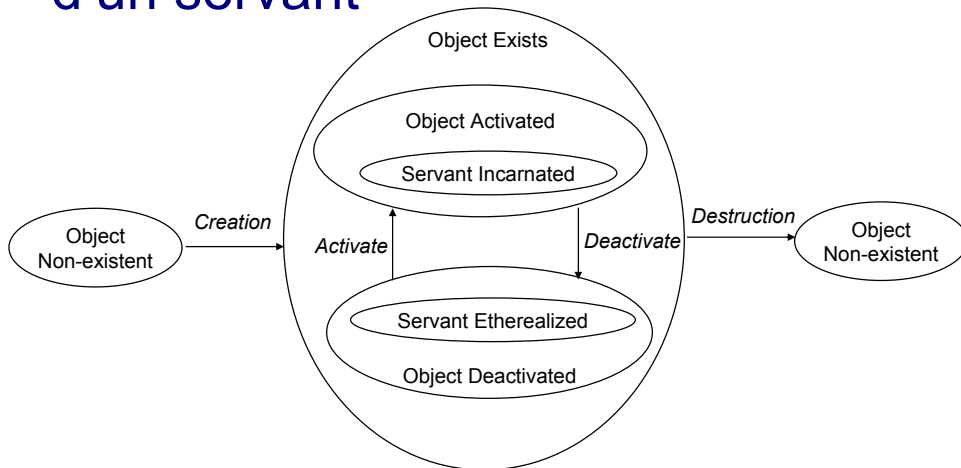 d'un servant
Object Exists
Object Activated
Servant Incarnated
Creation
Destruction
Object
Non-existent
Activate
Deactivate
Object
Non-existent
Servant Etherealized
Object Deactivated